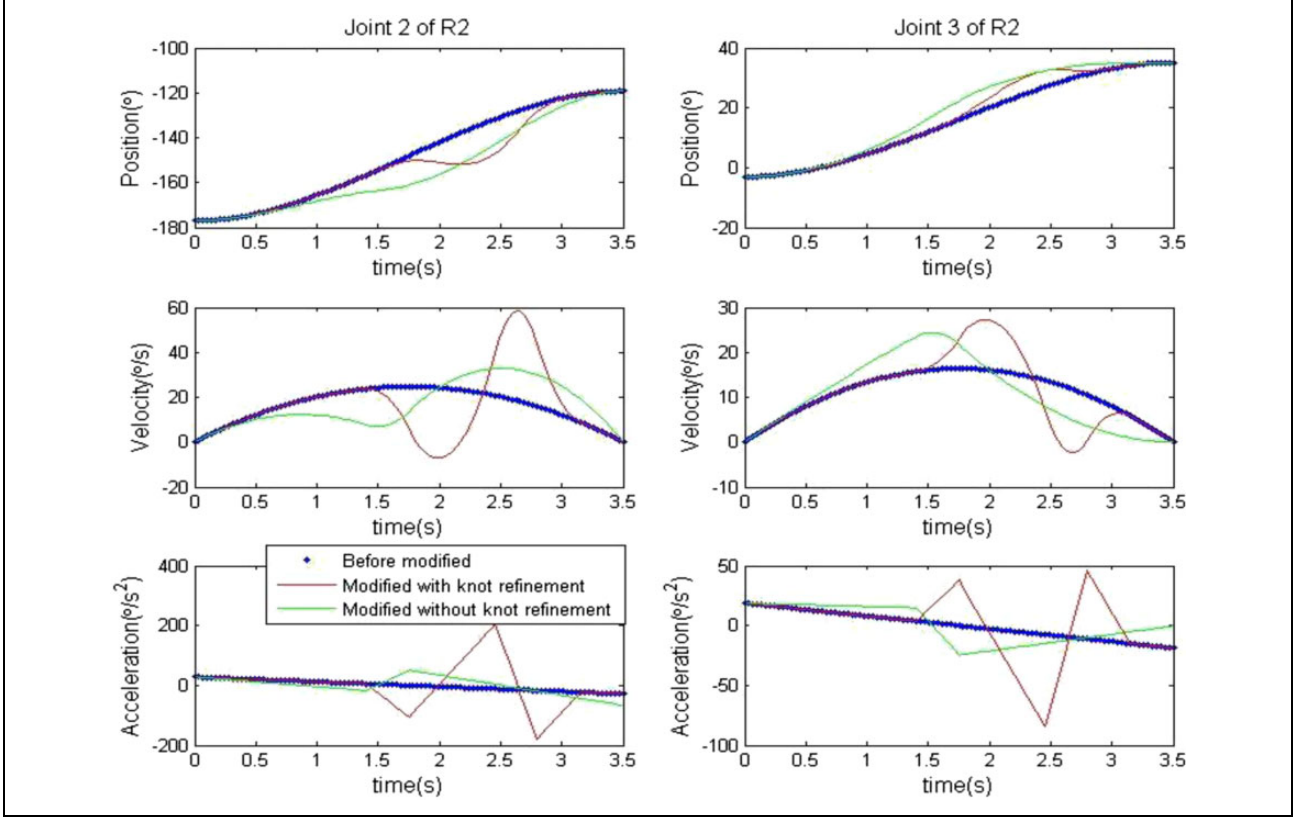 Joint 2 of R2
Position(º)
-100
-120
-140
-160
-180
0 0.5 1 1.5 2 2.5 3 3.5
time(s)
Joint 3 of R2
Position(º)
40
20
0
-20
0 0.5 1 1.5 2 2.5 3 3.5
time(s)
Velocity(º/s)
60
40
20
0
-20
0 0.5 1 1.5 2 2.5 3 3.5
time(s)
Velocity(º/s)
30
20
10
0
-10
0 0.5 1 1.5 2 2.5 3 3.5
time(s)
Acceleration(º/s²)
400
200
0
-200
Before modified
Modified with knot refinement
Modified without knot refinement
0 0.5 1 1.5 2 2.5 3 3.5
time(s)
Acceleration(º/s²)
50
0
-50
-100
0 0.5 1 1.5 2 2.5 3 3.5
time(s)